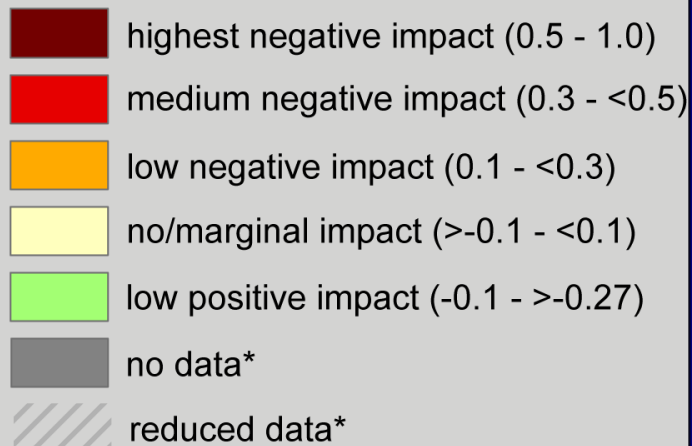 highest negative impact (0.5 - 1.0)
medium negative impact (0.3 - <0.5)
low negative impact (0.1 - <0.3)
no/marginal impact (>-0.1 - <0.1)
low positive impact (-0.1 - >-0.27)
no data*
reduced data*